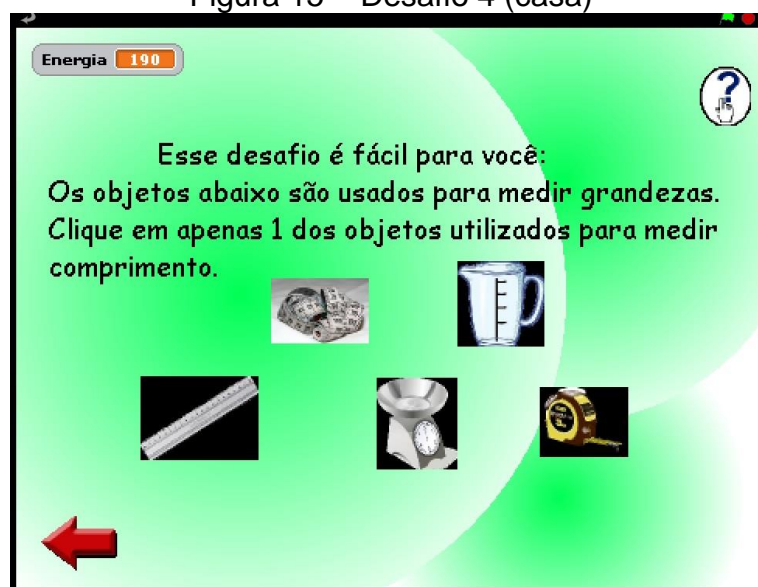 Energia 190
?
Esse desafio é fácil para você:
Os objetos abaixo são usados para medir grandezas.
Clique em apenas 1 dos objetos utilizados para medir
comprimento.